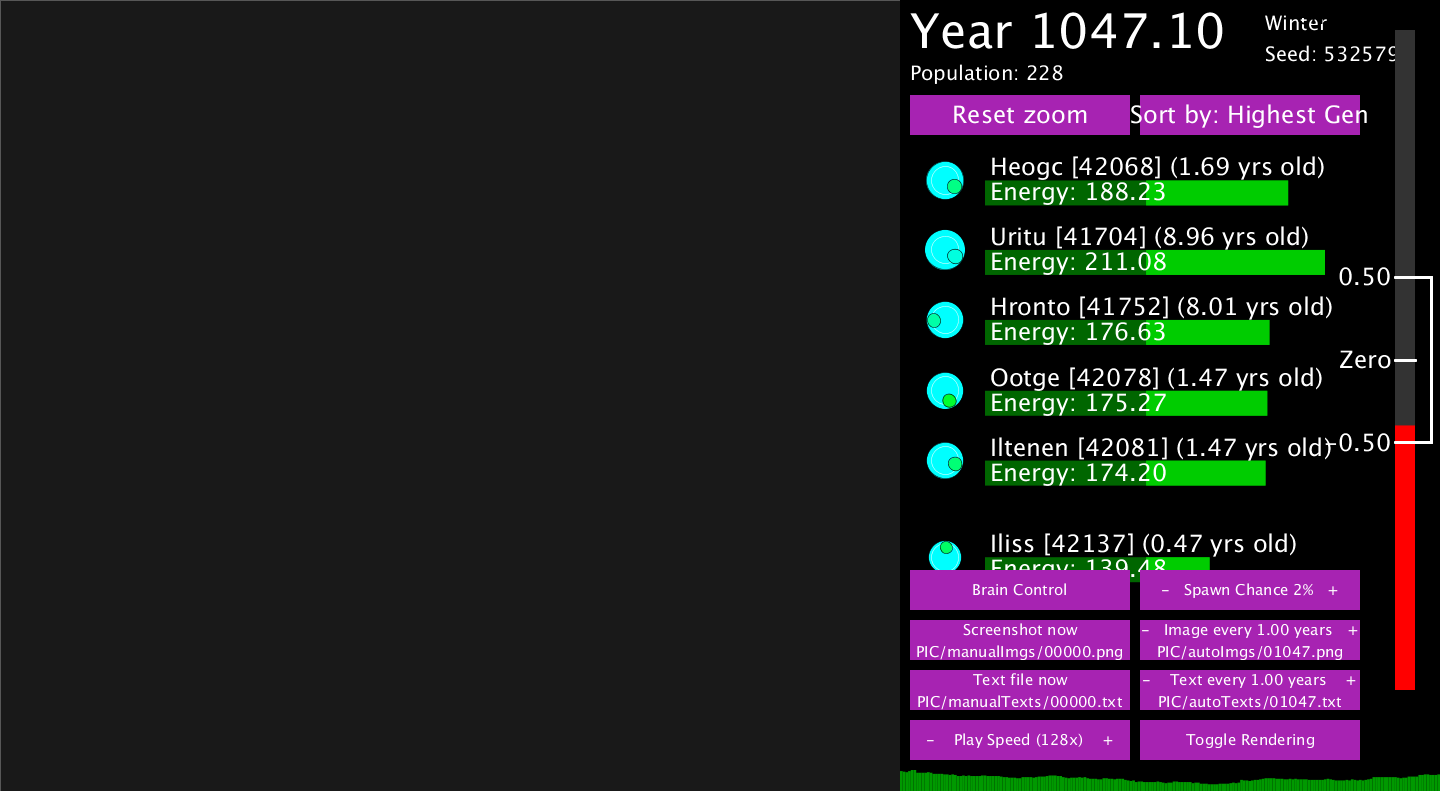 Year 1047.10
Winter
Seed: 532579
Population: 228
Reset zoom
Sort by: Highest Gen
Heogc [42068] (1.69 yrs old)
Energy: 188.23
Uritu [41704] (8.96 yrs old)
Energy: 211.08
0.50
Hronto [41752] (8.01 yrs old)
Energy: 176.63
Zero
Ootge [42078] (1.47 yrs old)
Energy: 175.27
Iltenen [42081] (1.47 yrs old)
-0.50
Energy: 174.20
Iliss [42137] (0.47 yrs old)
Energy: 139.48
Brain Control
- Spawn Chance 2% +
Screenshot now
PIC/manualImgs/00000.png
- Image every 1.00 years +
PIC/autoImgs/01047.png
Text file now
PIC/manualTexts/00000.txt
- Text every 1.00 years +
PIC/autoTexts/01047.txt
- Play Speed (128x) +
Toggle Rendering